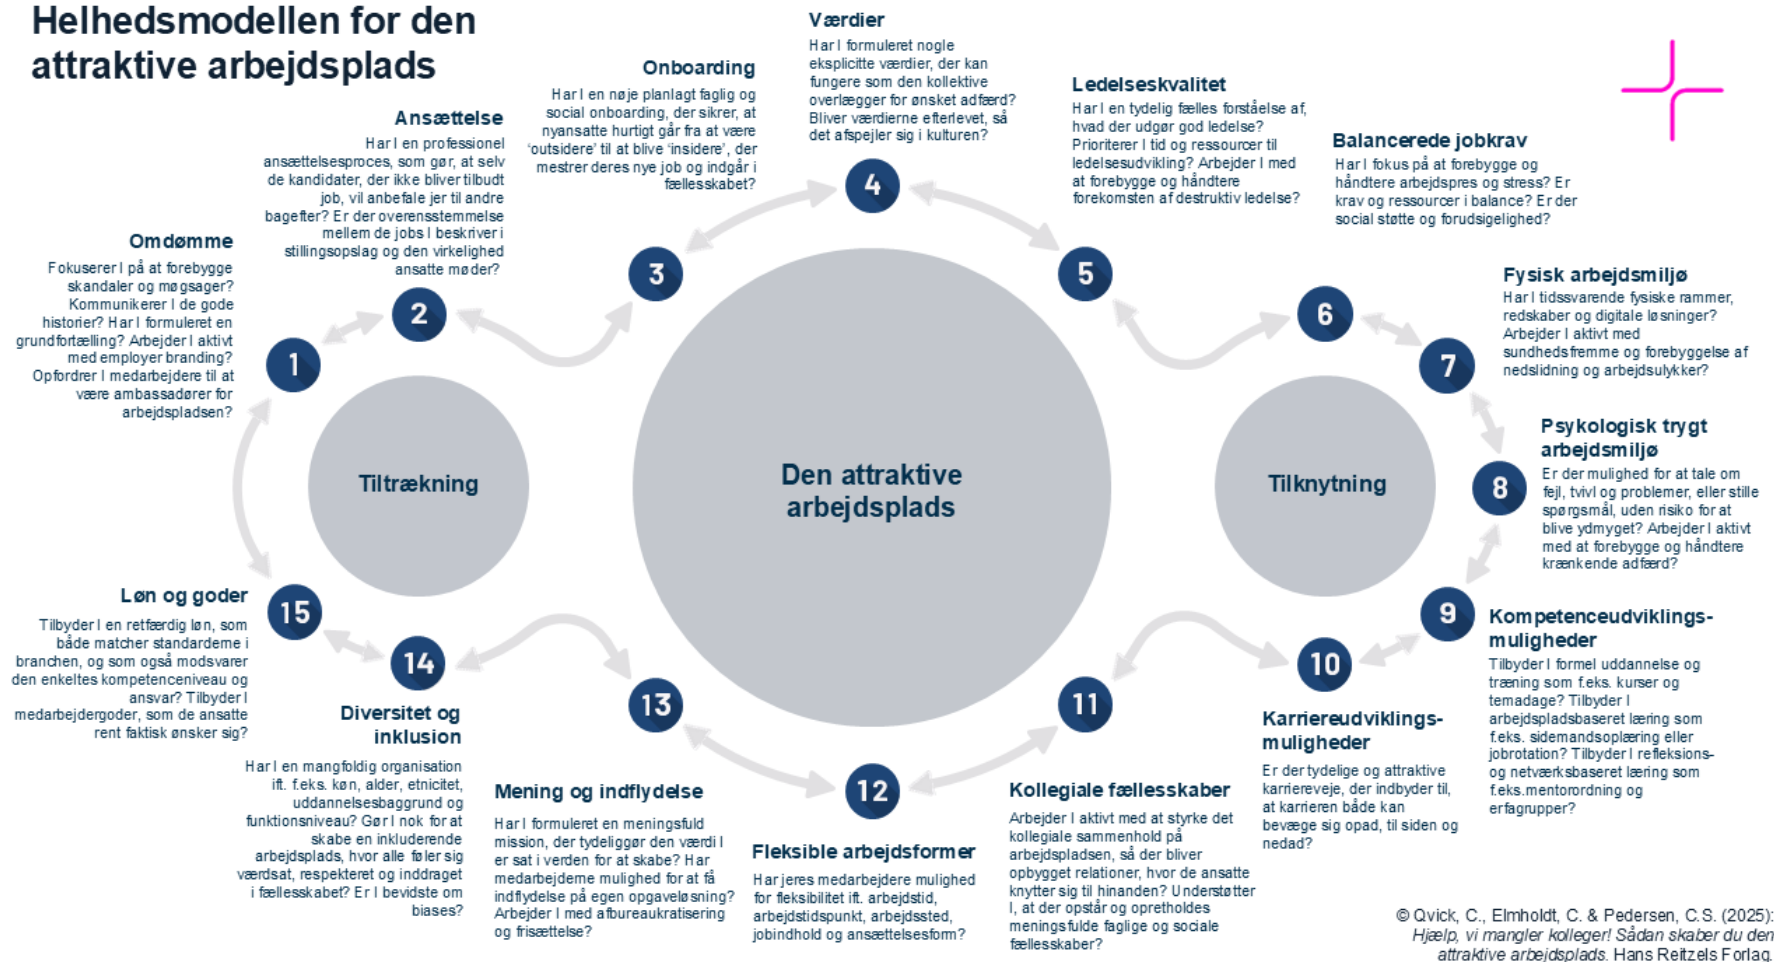 Helhedsmodellen for den
attraktive arbejdsplads
Værdier
Har I formuleret nogle
eksplicitte værdier, der kan
fungere som den kollektive
overlægger for ønsket adfærd?
Bliver værdierne efterlevet, så
det afspejler sig i kulturen?
Onboarding
Har I en nøje planlagt faglig og
social onboarding, der sikrer, at
nyansatte hurtigt går fra at være
'outsidere' til at blive 'insidere', der
mestrer deres nye job og indgår i
fællesskabet?
Ledelseskvalitet
Har I en tydelig fælles forståelse af,
hvad der udgør god ledelse?
Prioriterer I tid og ressourcer til
ledelsesudvikling? Arbejder I med
at forebygge og håndtere
forekomsten af destruktiv ledelse?
Ansættelse
Har I en professionel
ansættelsesproces, som gør, at selv
de kandidater, der ikke bliver tilbudt
job, vil anbefale jer til andre
bagefter? Er der overensstemmelse
mellem de jobs I beskriver i
stillingsopslag og den virkelighed
ansatte møder?
Balancerede jobkrav
Har I fokus på at forebygge og
håndtere arbejdspres og stress? Er
krav og ressourcer i balance? Er der
social støtte og forudsigelighed?
Omdømme
Fokuserer I på at forebygge
skandaler og møgsager?
Kommunikerer I de gode
historier? Har I formuleret en
grundfortælling? Arbejder I aktivt
med employer branding?
Opfordrer I medarbejdere til at
være ambassadører for
arbejdspladsen?
Fysisk arbejdsmiljø
Har I tidssvarende fysiske rammer,
redskaber og digitale løsninger?
Arbejder I aktivt med
sundhedsfremme og forebyggelse af
nedslidning og arbejdsulykker?
4
3
5
2
6
1
7
Psykologisk trygt
arbejdsmiljø
Er der mulighed for at tale om
fejl, tvivl og problemer, eller stille
spørgsmål, uden risiko for at
blive ydmyget? Arbejder I aktivt
med at forebygge og håndtere
krænkende adfærd?
Tiltrækning
Den attraktive
arbejdsplads
Tilknytning
8
15
9
14
10
13
11
12
Løn og goder
Tilbyder I en retfærdig løn, som
både matcher standarderne i
branchen, og som også modsvarer
den enkeltes kompetenceniveau og
ansvar? Tilbyder I
medarbejdergoder, som de ansatte
rent faktisk ønsker sig?
Kompetenceudviklings-
muligheder
Tilbyder I formel uddannelse og
træning som f.eks. kurser og
temadage? Tilbyder I
arbejdspladsbaseret læring som
f.eks. sidemandsoplæring eller
jobrotation? Tilbyder I refleksions-
og netværksbaseret læring som
f.eks.mentorordning og
erfagrupper?
Diversitet og
inklusion
Har I en mangfoldig organisation
ift. f.eks. køn, alder, etnicitet,
uddannelsesbaggrund og
funktionsniveau? Gør I nok for at
skabe en inkluderende
arbejdsplads, hvor alle føler sig
værdsat, respekteret og inddraget
i fællesskabet? Er I bevidste om
biases?
Karriereudviklings-
muligheder
Er der tydelige og attraktive
karriereveje, der indbyder til,
at karrieren både kan
bevæge sig opad, til siden og
nedad?
Mening og indflydelse
Har I formuleret en meningsfuld
mission, der tydeliggør den værdi I
er sat i verden for at skabe? Har
medarbejderne mulighed for at få
indflydelse på egen opgaveløsning?
Arbejder I med afbureaukratisering
og frisættelse?
Kollegiale fællesskaber
Arbejder I aktivt med at styrke det
kollegiale sammenhold på
arbejdspladsen, så der bliver
opbygget relationer, hvor de ansatte
knytter sig til hinanden? Understøtter
I, at der opstår og opretholdes
meningsfulde faglige og sociale
fællesskaber?
Fleksible arbejdsformer
Har jeres medarbejdere mulighed
for fleksibilitet ift. arbejdstid,
arbejdstidspunkt, arbejdssted,
jobindhold og ansættelsesform?
© Qvick, C., Elmholdt, C. & Pedersen, C.S. (2025):
Hjælp, vi mangler kolleger! Sådan skaber du den
attraktive arbejdsplads. Hans Reitzels Forlag.